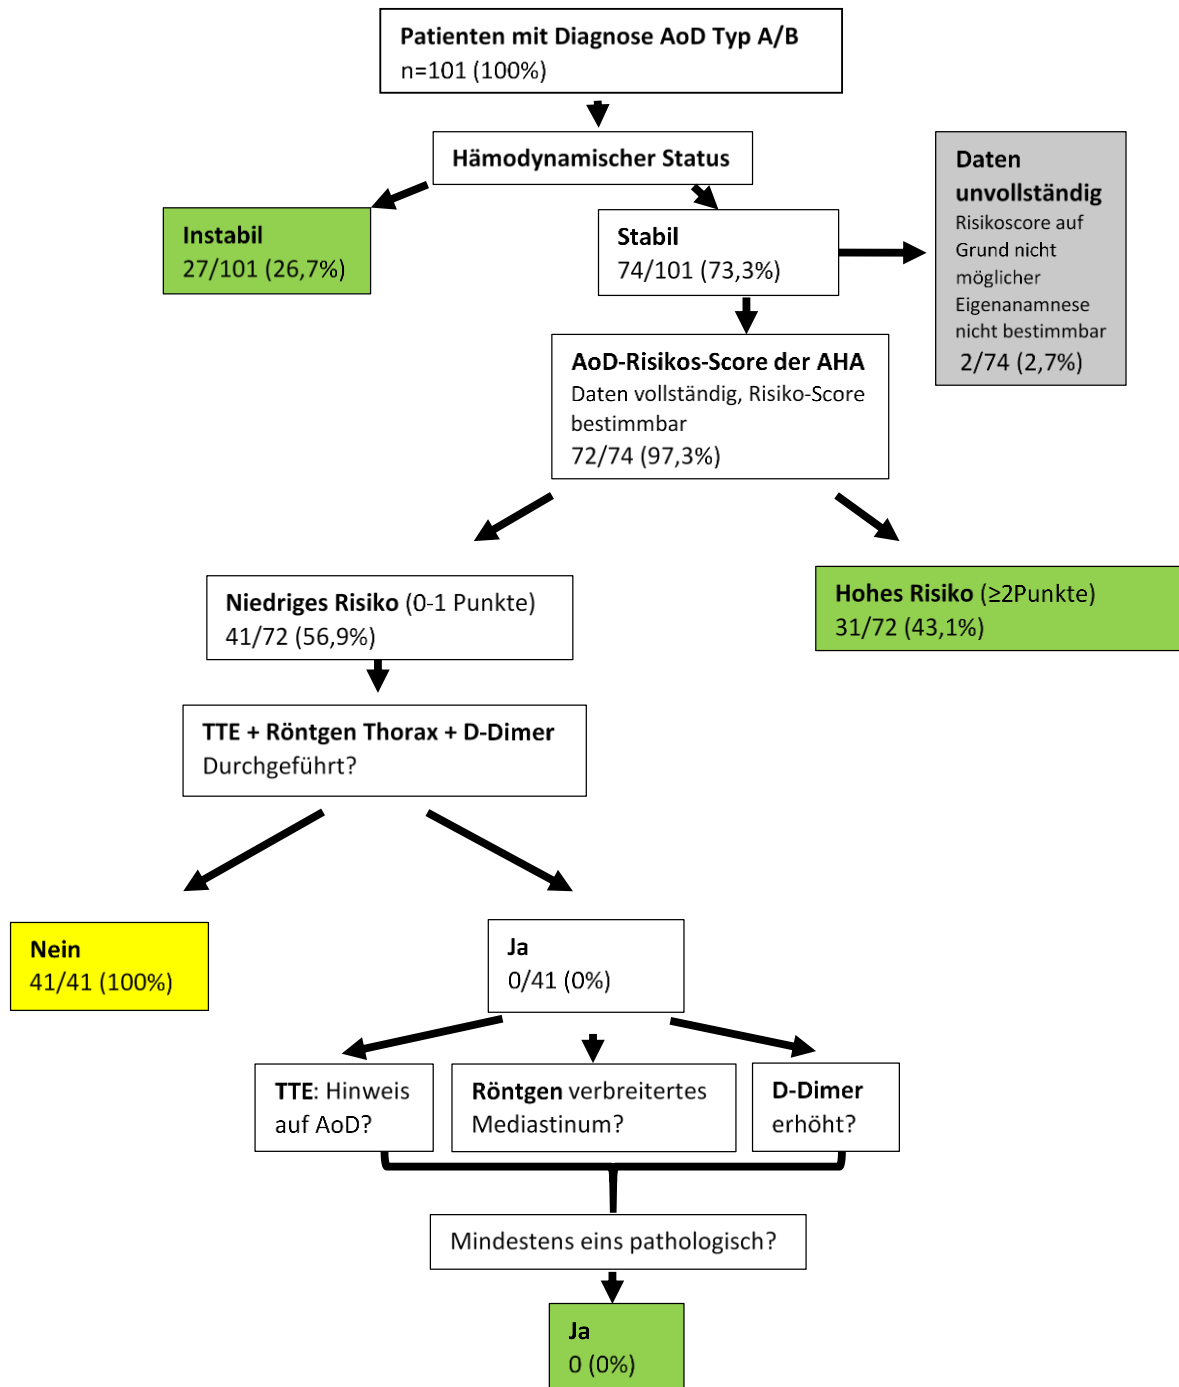 Patienten mit Diagnose AoD Typ A/B
n=101 (100%)
Hämodynamischer Status
Instabil
27/101 (26,7%)
Stabil
74/101 (73,3%)
Daten
unvollständig
Risikoscore auf
Grund nicht
möglicher
Eigenanamnese
nicht bestimmbar
2/74 (2,7%)
AoD-Risikos-Score der AHA
Daten vollständig, Risiko-Score
bestimmbar
72/74 (97,3%)
Niedriges Risiko (0-1 Punkte)
41/72 (56,9%)
Hohes Risiko (≥2Punkte)
31/72 (43,1%)
TTE + Röntgen Thorax + D-Dimer
Durchgeführt?
Nein
41/41 (100%)
Ja
0/41 (0%)
TTE: Hinweis
auf AoD?
Röntgen verbreitertes
Mediastinum?
D-Dimer
erhöht?
Mindestens eins pathologisch?
Ja
0 (0%)